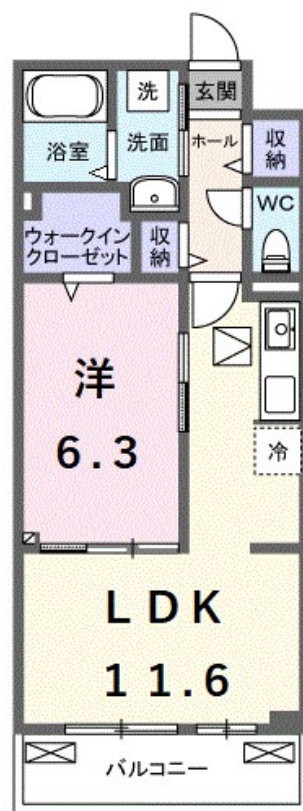 玄関
洗
浴室
洗面
ホール
収納
WC
ウォークイン
クローゼット
収納
洋
6.3
冷
LDK
11.6
バルコニー